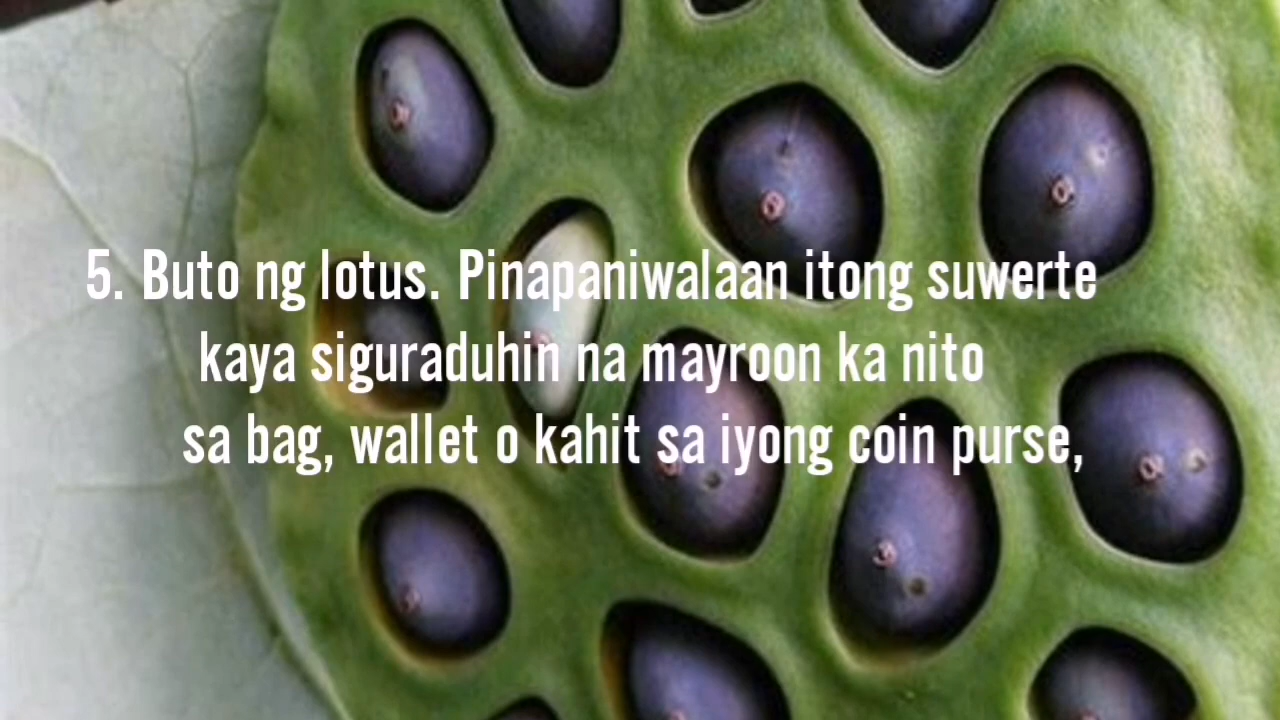 5. Buto ng lotus. Pinapaniwalaan itong suwerte
kaya siguraduhin na mayroon ka nito
sa bag, wallet o kahit sa iyong coin purse,